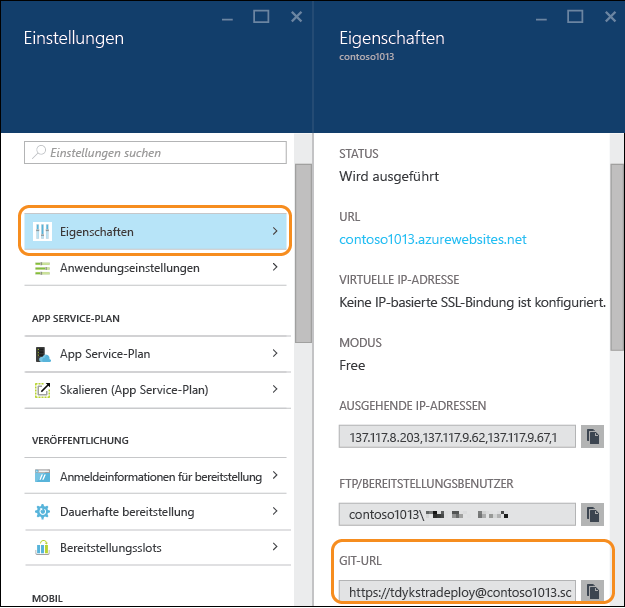 Einstellungen
Einstellungen suchen
Eigenschaften
Anwendungseinstellungen
APP SERVICE-PLAN
App Service-Plan
Skalieren (App Service-Plan)
VERÖFFENTLICHUNG
Anmeldeinformationen für bereitstellung
Dauerhafte bereitstellung
Bereitstellungsslots
MOBIL
Eigenschaften
contoso1013
STATUS
Wird ausgeführt
URL
contoso1013.azurewebsites.net
VIRTUELLE IP-ADRESSE
Keine IP-basierte SSL-Bindung ist konfiguriert.
MODUS
Free
AUSGEHENDE IP-ADRESSEN
137.117.8.203,137.117.9.62,137.117.9.67,1
FTP/BEREITSTELLUNGSBENUTZER
contoso1013\
GIT-URL
https://tdykstradeploy@contoso1013.sc